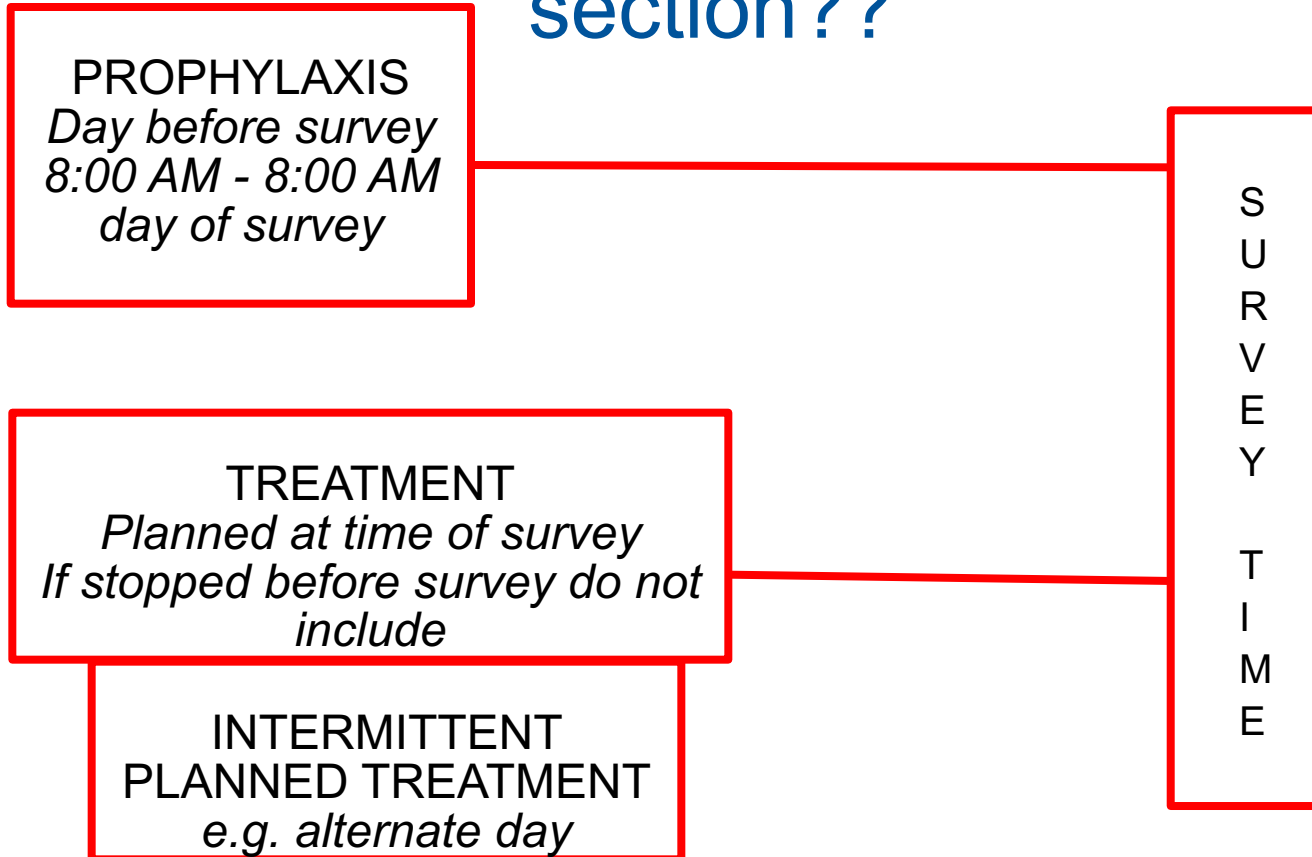 section??
PROPHYLAXIS
Day before survey
8:00 AM - 8:00 AM
day of survey
TREATMENT
Planned at time of survey
If stopped before survey do not
include
INTERMITTENT
PLANNED TREATMENT
e.g. alternate day
S
U
R
V
E
Y
T
I
M
E